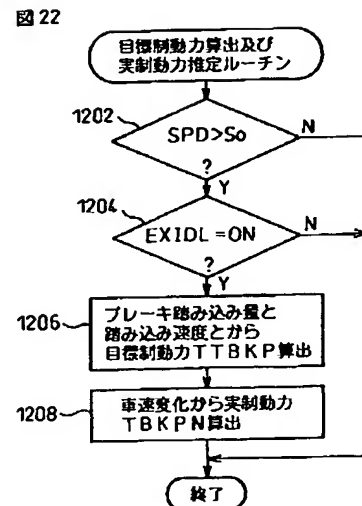 図22
目標制動力算出及び
実制動力推定ルーチン
1202
SPD>So
N
?
Y
1204
EXIDL=ON
N
?
Y
1206
ブレーキ踏み込み量と
踏み込み速度とから
目標制動力TTBKP算出
1208
車速変化から実制動力
TBKPN算出
終了